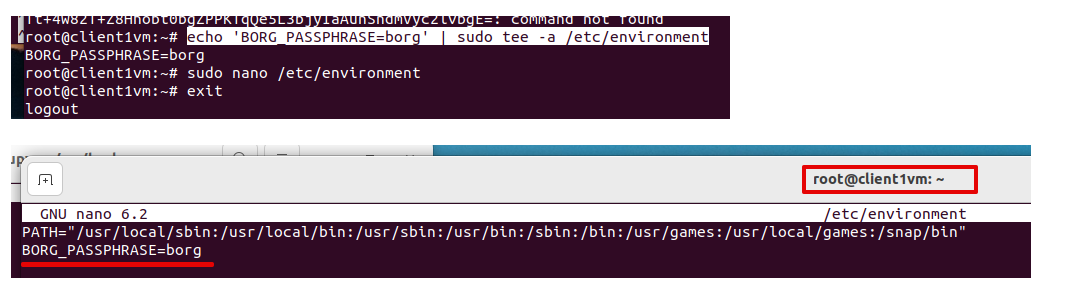 command not found
root@client1vm:~# echo 'BORG_PASSPHRASE=borg' | sudo tee -a /etc/environment
BORG_PASSPHRASE=borg
root@client1vm:~# sudo nano /etc/environment
root@client1vm:~# exit
logout
root@client1vm: ~
GNU nano 6.2 /etc/environment
PATH="/usr/local/sbin:/usr/local/bin:/usr/sbin:/usr/bin:/sbin:/bin:/usr/games:/usr/local/games:/snap/bin"
BORG_PASSPHRASE=borg